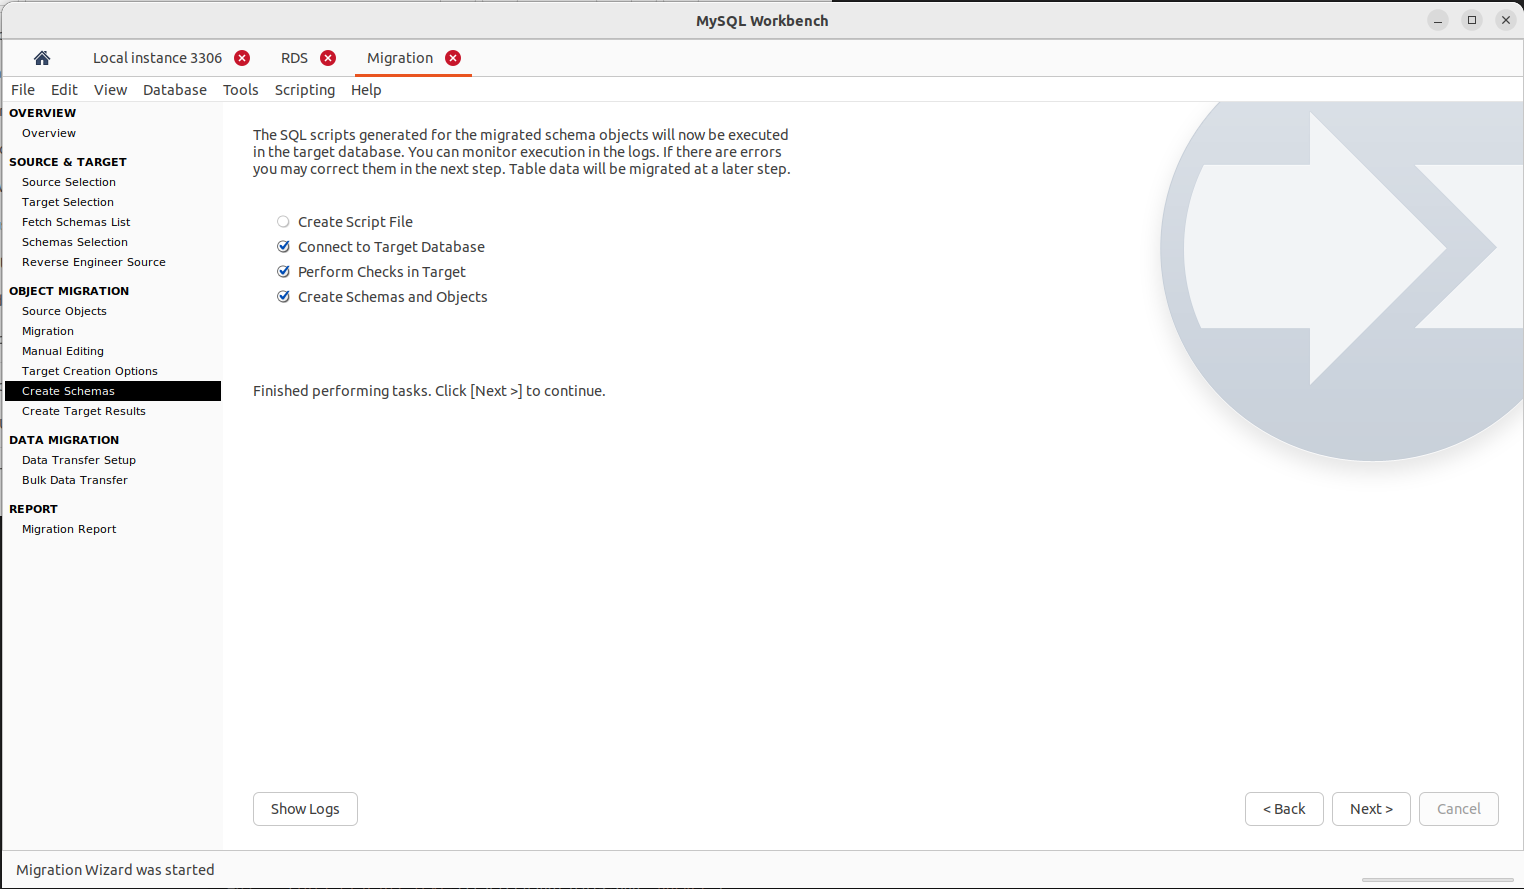 MySQL Workbench
Local instance 3306
RDS
Migration
File Edit View Database Tools Scripting Help
OVERVIEW
Overview
SOURCE & TARGET
Source Selection
Target Selection
Fetch Schemas List
Schemas Selection
Reverse Engineer Source
OBJECT MIGRATION
Source Objects
Migration
Manual Editing
Target Creation Options
Create Schemas
Create Target Results
DATA MIGRATION
Data Transfer Setup
Bulk Data Transfer
REPORT
Migration Report
The SQL scripts generated for the migrated schema objects will now be executed
in the target database. You can monitor execution in the logs. If there are errors
you may correct them in the next step. Table data will be migrated at a later step.
Create Script File
Connect to Target Database
Perform Checks in Target
Create Schemas and Objects
Finished performing tasks. Click [Next >] to continue.
Show Logs
< Back
Next >
Cancel
Migration Wizard was started